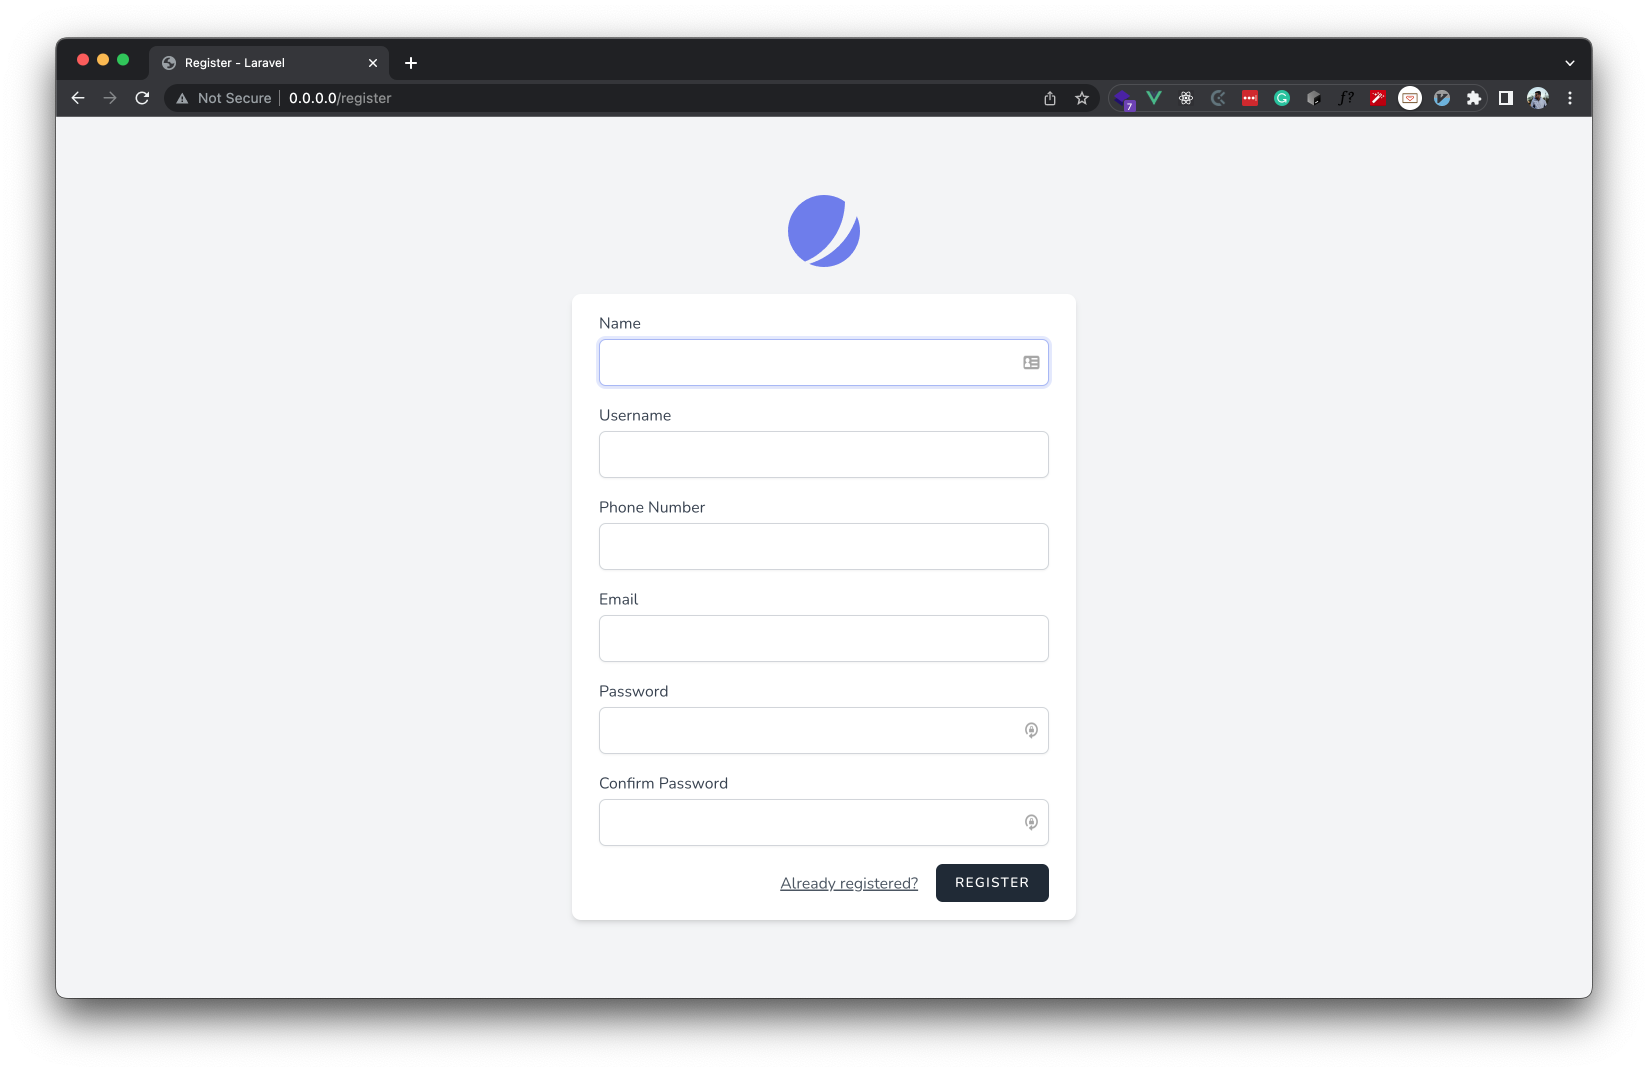 Register - Laravel
Not Secure 0.0.0.0/register
7
f?
Name
Username
Phone Number
Email
Password
Confirm Password
Already registered? REGISTER